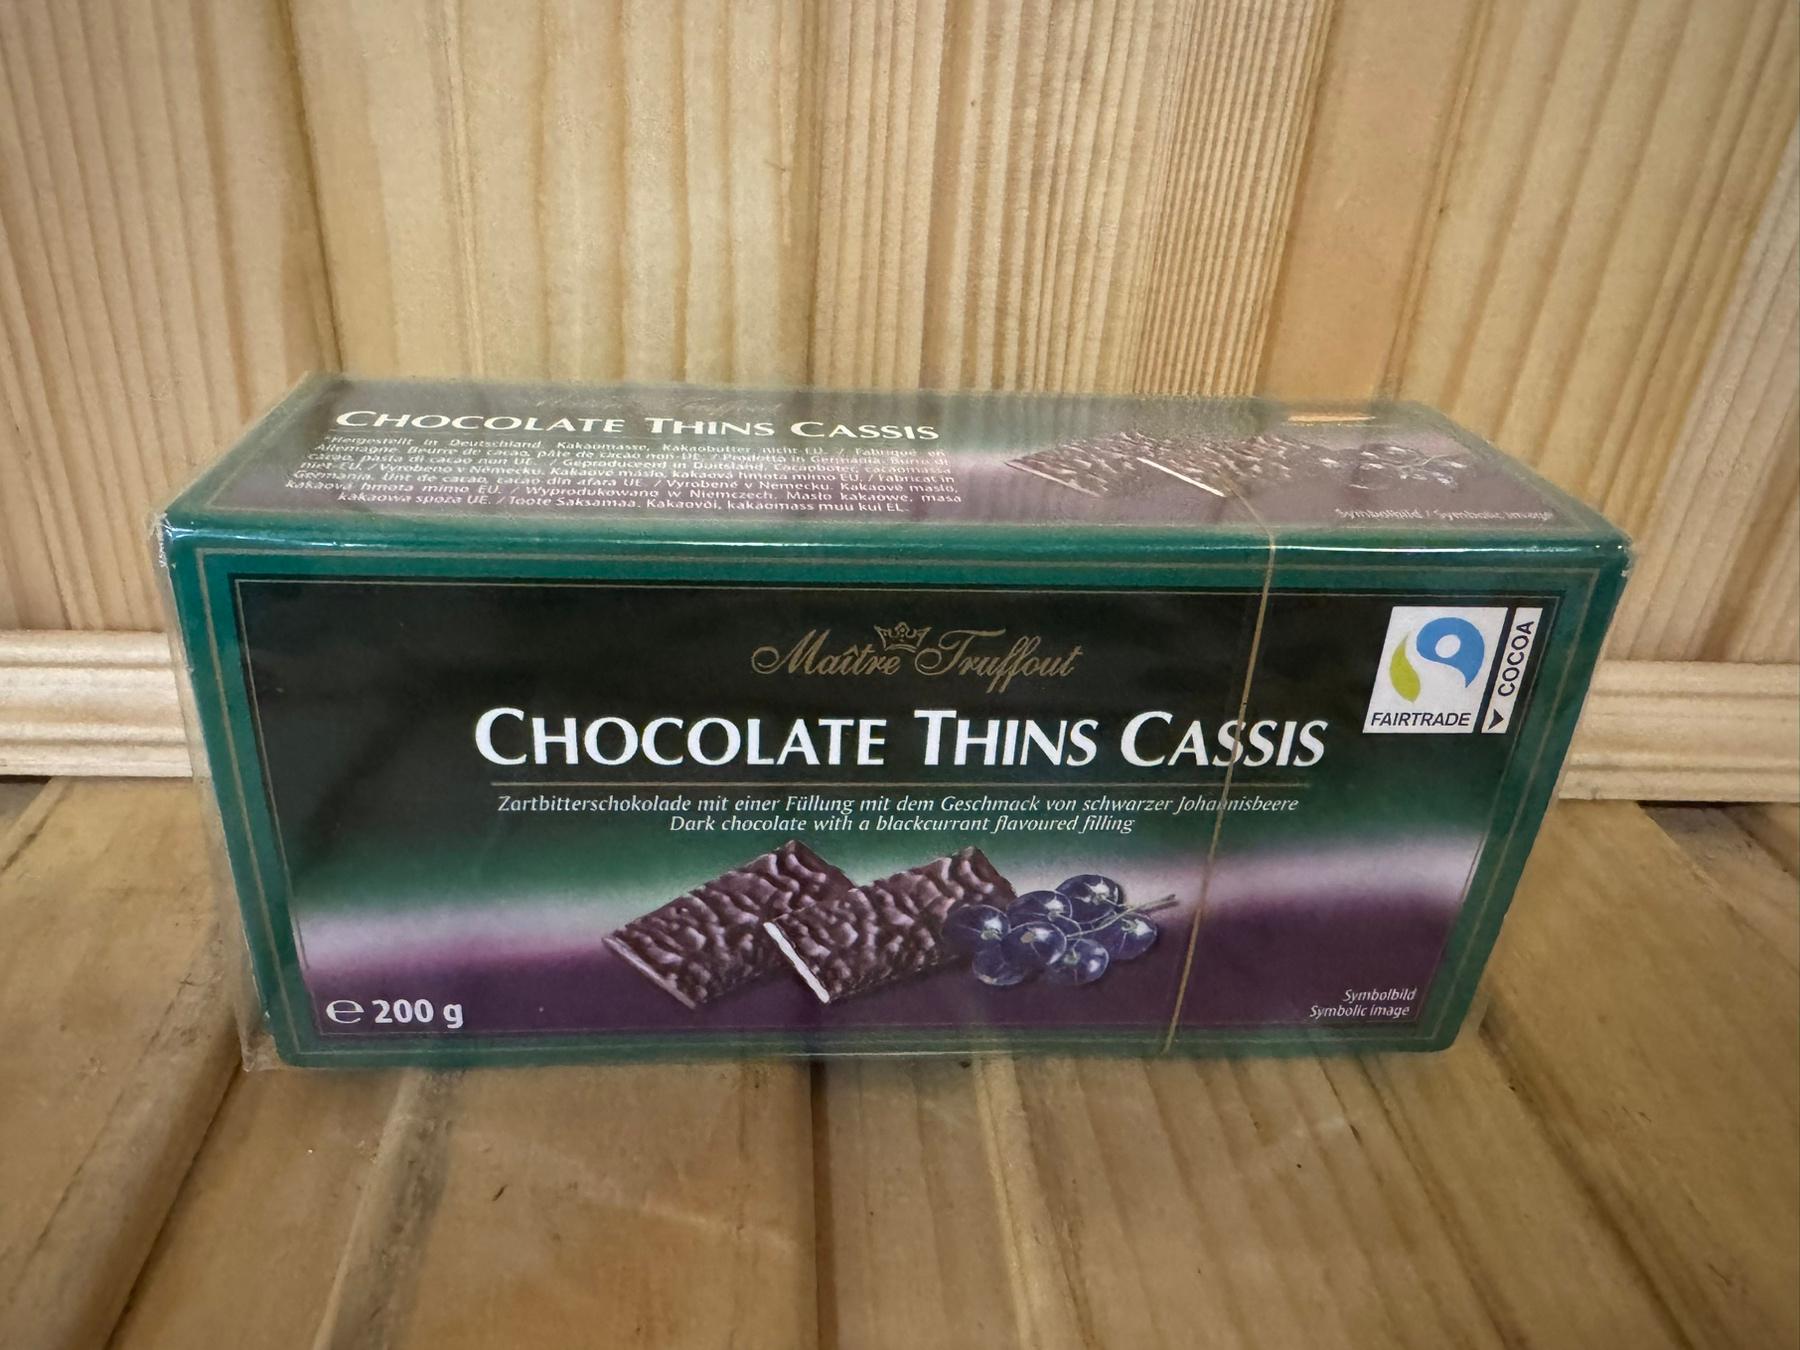 CHOCOLATE THINS CASSIS
*Hergestellt in Deutschland. Kakaomasse, Kakaobutter nicht EU. / Fabriqué en
Allemagne. Beurre de cacao, pâte de cacao non UE. / Prodotto in Germania. Burro di
cacao, pasta di cacao non UE. / Geproduceerd in Duitsland. Cacaoboter, cacaomassa
niet-EU. / Vyrobeno v Německu. Kakaové máslo, kakaová hmota mimo EU. / Fabricat in
Germania. Unt de cacao, cacao din afara UE. / Vyrobené v Nemecku. Kakaové maslo,
kakaová hmota mimo EÚ. / Wyprodukowano w Niemczech. Masło kakaowe, masa
kakaowa spoza UE. / Toote Saksamaa. Kakaovõi, kakaomass muu kui EL.
Symbolbild / Symbolic image
Maître Truffout
CHOCOLATE THINS CASSIS
FAIRTRADE
COCOA
Zartbitterschokolade mit einer Füllung mit dem Geschmack von schwarzer Johannisbeere
Dark chocolate with a blackcurrant flavoured filling
℮ 200 g
Symbolbild
Symbolic image